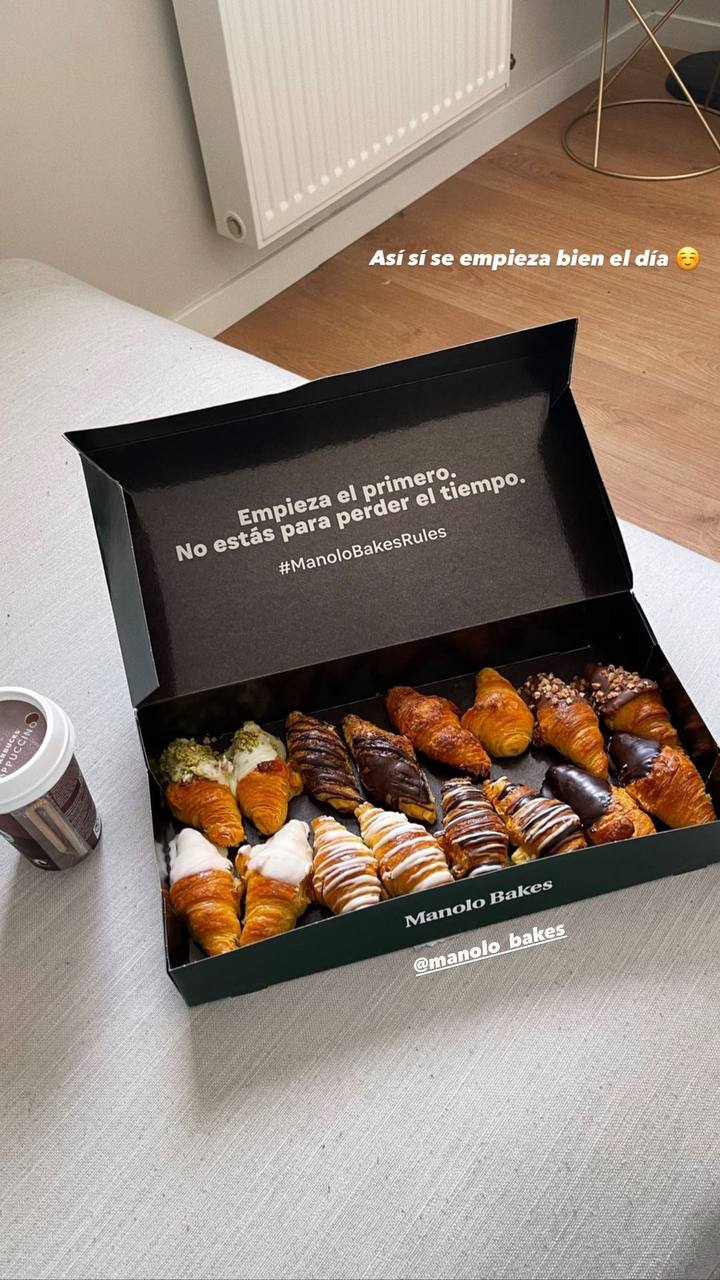 Así sí se empieza bien el día ☺️
Empieza el primero.
No estás para perder el tiempo.
#ManoloBakesRules
CAPPUCCINO
Manolo Bakes
@manolo_bakes